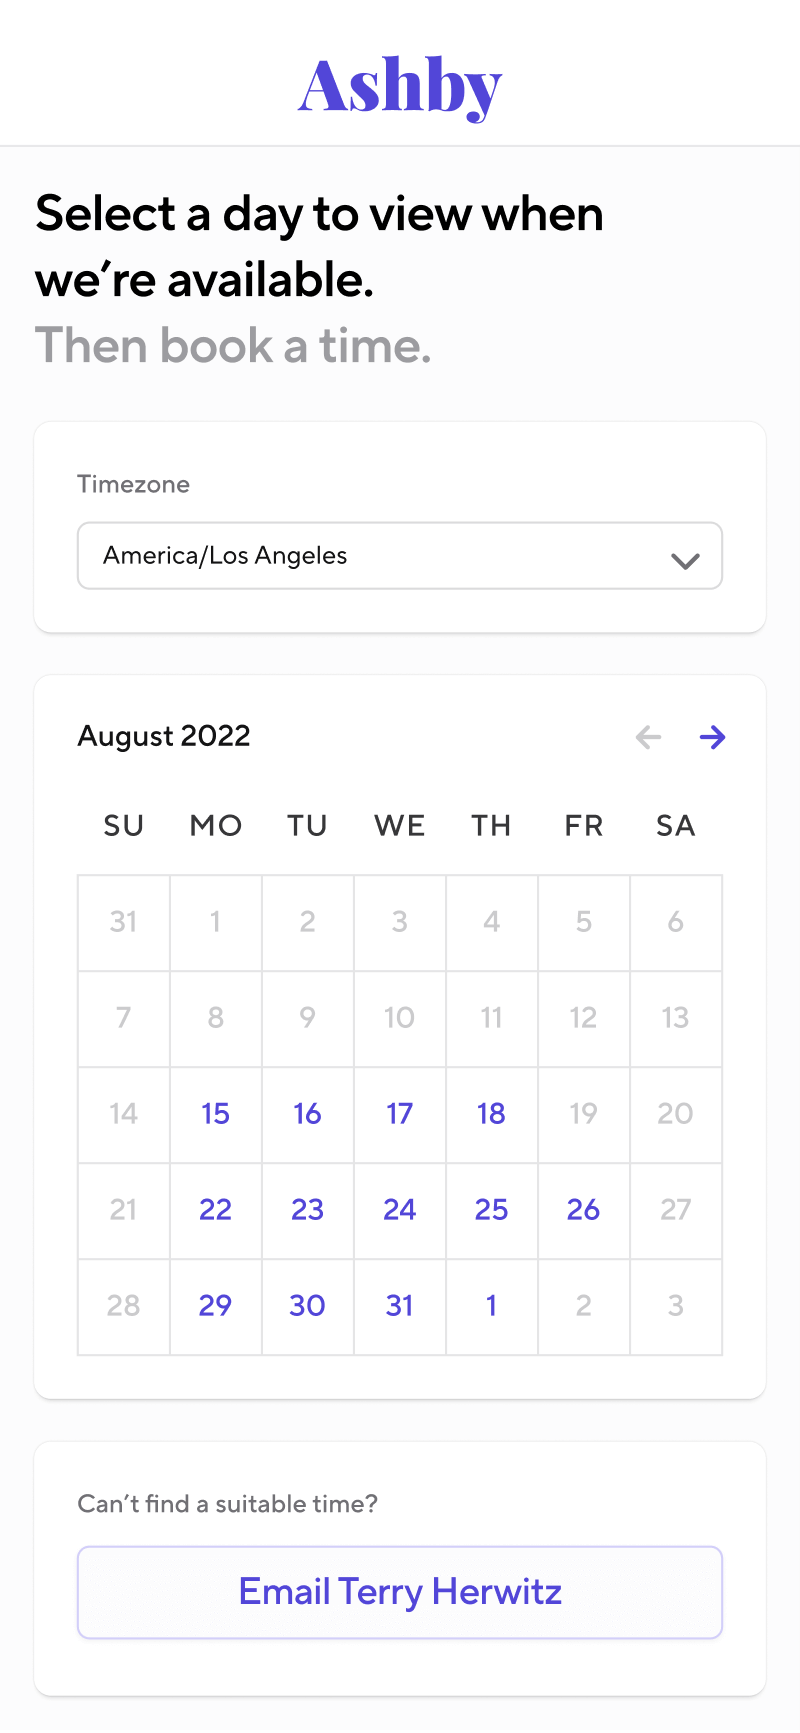 Ashby
Select a day to view when
we’re available.
Then book a time.
Timezone
America/Los Angeles
August 2022
SU MO TU WE TH FR SA
31 1 2 3 4 5 6
7 8 9 10 11 12 13
14 15 16 17 18 19 20
21 22 23 24 25 26 27
28 29 30 31 1 2 3
Can’t find a suitable time?
Email Terry Herwitz